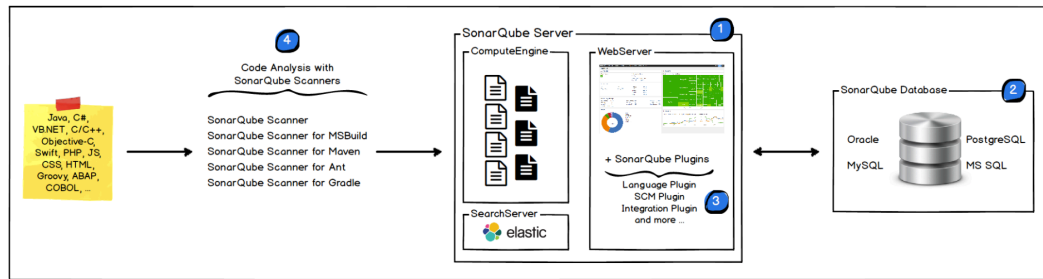 Java, C#,
VB.NET, C/C++,
Objective-C,
Swift, PHP, JS,
CSS, HTML,
Groovy, ABAP,
COBOL, ...
4
Code Analysis with
SonarQube Scanners
SonarQube Scanner
SonarQube Scanner for MSBuild
SonarQube Scanner for Maven
SonarQube Scanner for Ant
SonarQube Scanner for Gradle
SonarQube Server
1
ComputeEngine
SearchServer
elastic
WebServer
+ SonarQube Plugins
Language Plugin
SCM Plugin
Integration Plugin
and more ...
3
SonarQube Database
2
Oracle
PostgreSQL
MySQL
MS SQL